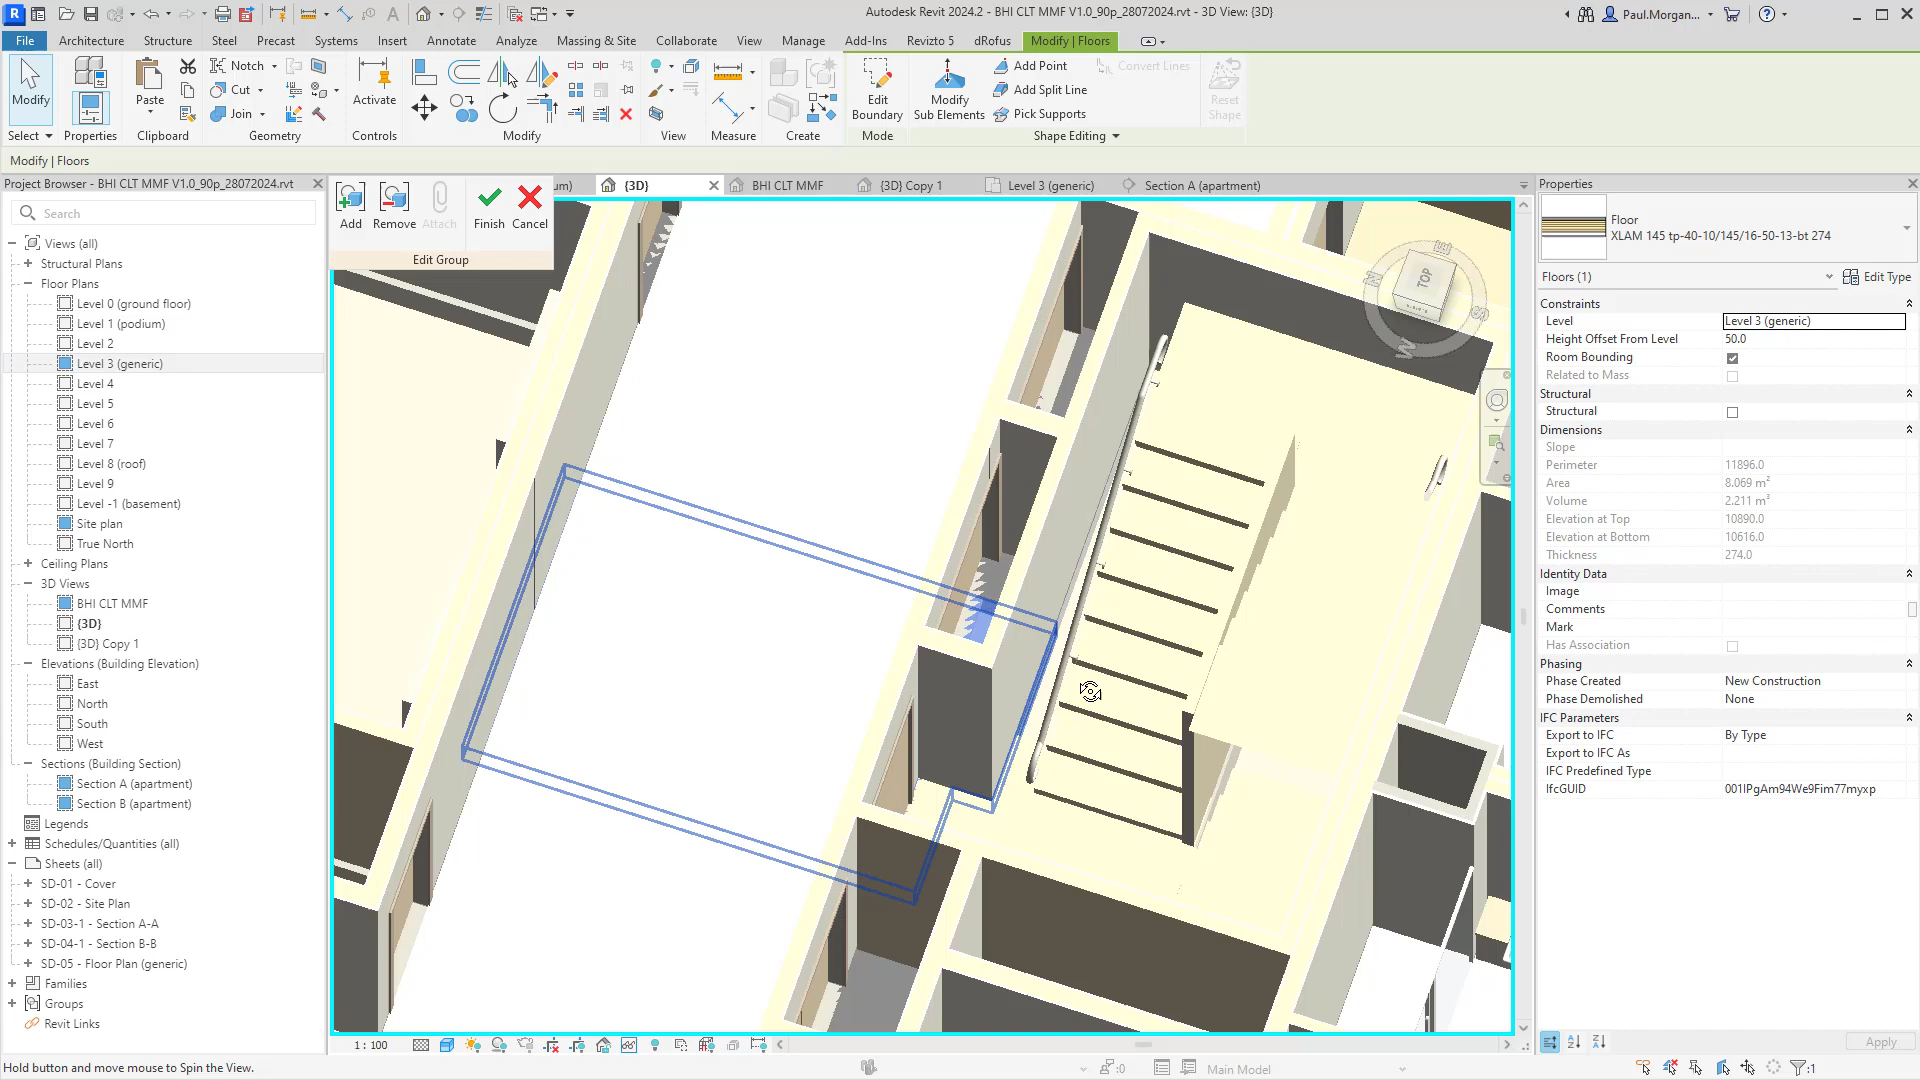 Autodesk Revit 2024.2 - BHI CLT MMF V1.0_90p_28072024.rvt - 3D View: {3D}
Paul.Morgan...
File Architecture Structure Steel Precast Systems Insert Annotate Analyze Massing & Site Collaborate View Manage Add-Ins Revizto 5 dRofus Modify | Floors
Modify
Paste
Notch
Cut
Join
Activate
Edit Boundary
Modify Sub Elements
Add Point
Add Split Line
Pick Supports
Convert Lines
Reset Shape
Select Properties Clipboard Geometry Controls Modify View Measure Create Mode Shape Editing
Modify | Floors
Project Browser - BHI CLT MMF V1.0_90p_28072024.rvt
Search
Views (all)
Structural Plans
Floor Plans
Level 0 (ground floor)
Level 1 (podium)
Level 2
Level 3 (generic)
Level 4
Level 5
Level 6
Level 7
Level 8 (roof)
Level 9
Level -1 (basement)
Site plan
True North
Ceiling Plans
3D Views
BHI CLT MMF
{3D}
{3D} Copy 1
Elevations (Building Elevation)
East
North
South
West
Sections (Building Section)
Section A (apartment)
Section B (apartment)
Legends
Schedules/Quantities (all)
Sheets (all)
SD-01 - Cover
SD-02 - Site Plan
SD-03-1 - Section A-A
SD-04-1 - Section B-B
SD-05 - Floor Plan (generic)
Groups
Revit Links
um) {3D} BHI CLT MMF {3D} Copy 1 Level 3 (generic) Section A (apartment)
Add Remove Attach Finish Cancel
Edit Group
TOP
1 : 100
Properties
Floor
XLAM 145 tp-40-10/145/16-50-13-bt 274
Floors (1) Edit Type
Constraints
Level Level 3 (generic)
Height Offset From Level 50.0
Room Bounding
Related to Mass
Structural
Structural
Dimensions
Slope
Perimeter 11896.0
Area 8.069 m²
Volume 2.211 m³
Elevation at Top 10890.0
Elevation at Bottom 10616.0
Thickness 274.0
Identity Data
Image
Comments
Mark
Has Association
Phasing
Phase Created New Construction
Phase Demolished None
IFC Parameters
Export to IFC By Type
Export to IFC As
IFC Predefined Type
IfcGUID 001lPgAm94We9Fim77myxp
Apply
Hold button and move mouse to Spin the View.
:0
Main Model
:1